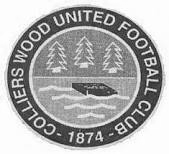 COLLIERS WOOD UNITED FOOTBALL CLUB
- 1874 -